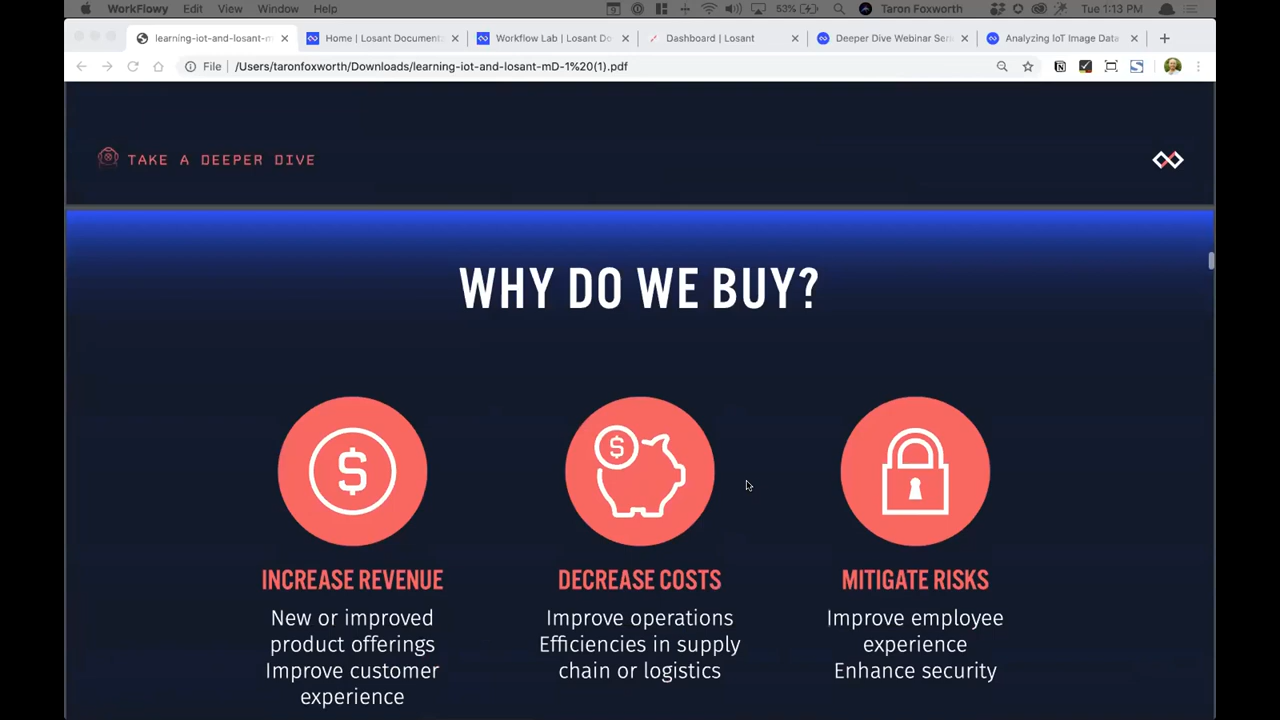 WorkFlowy Edit View Window Help 9 53% Taron Foxworth Tue 1:13 PM
learning-iot-and-losant-m Home | Losant Document Workflow Lab | Losant Do Dashboard | Losant Deeper Dive Webinar Seri Analyzing IoT Image Data
File /Users/taronfoxworth/Downloads/learning-iot-and-losant-mD-1%20(1).pdf
TAKE A DEEPER DIVE
WHY DO WE BUY?
$ $
INCREASE REVENUE
New or improved
product offerings
Improve customer
experience
DECREASE COSTS
Improve operations
Efficiencies in supply
chain or logistics
MITIGATE RISKS
Improve employee
experience
Enhance security